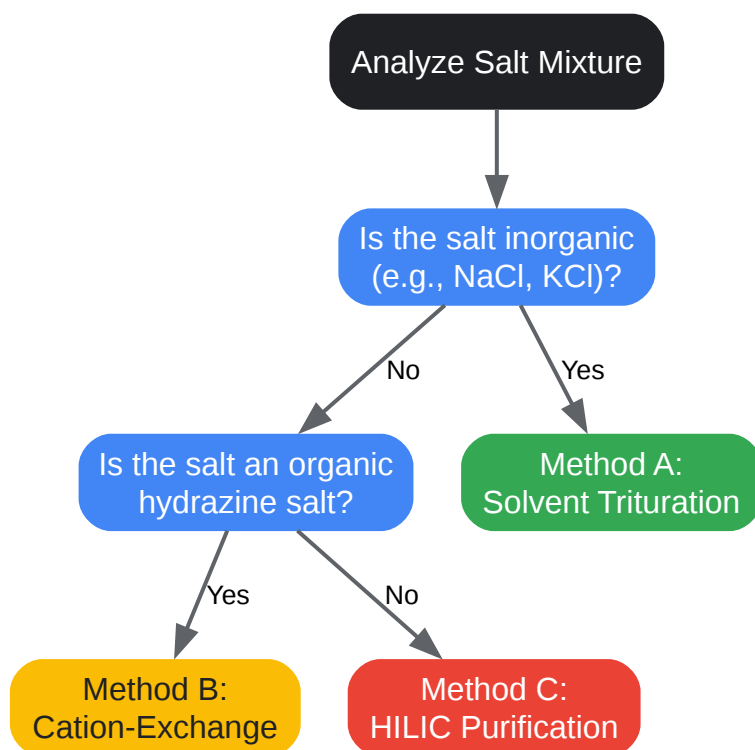 Analyze Salt Mixture
Is the salt inorganic
(e.g., NaCl, KCl)?
No
Yes
Is the salt an organic
hydrazine salt?
Method A:
Solvent Trituration
Yes
No
Method B:
Cation-Exchange
Method C:
HILIC Purification